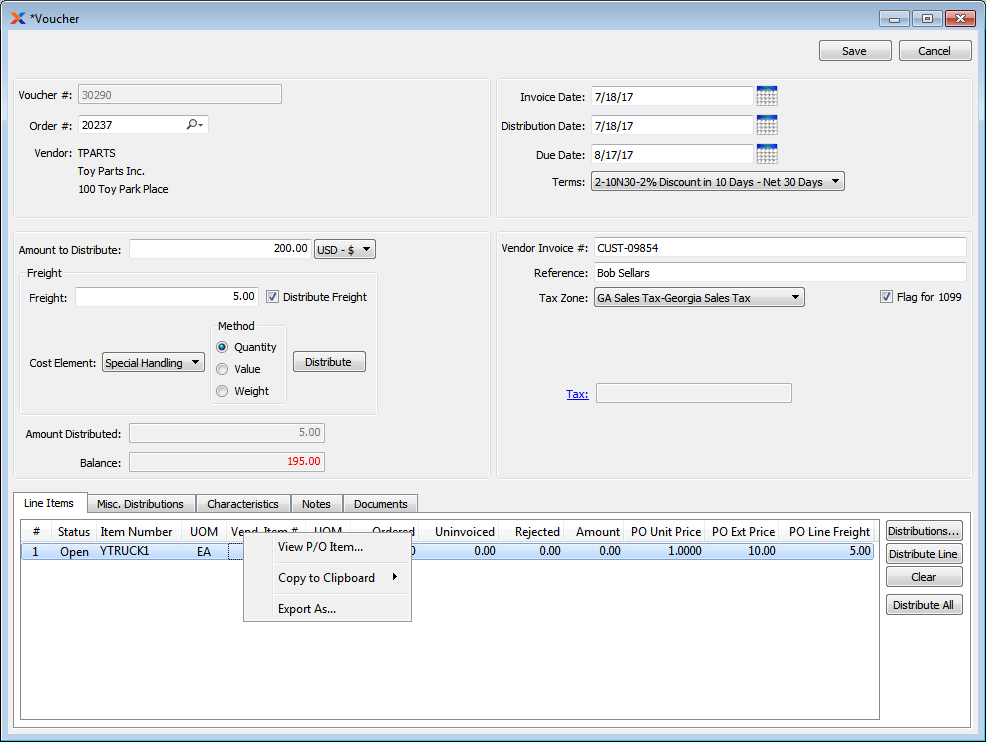 *Voucher
Save Cancel
Voucher #: 30290
Order #: 20237
Vendor: TPARTS
Toy Parts Inc.
100 Toy Park Place
Invoice Date: 7/18/17
Distribution Date: 7/18/17
Due Date: 8/17/17
Terms: 2-10N30-2% Discount in 10 Days - Net 30 Days
Amount to Distribute: 200.00 USD - $
Freight
Freight: 5.00 Distribute Freight
Method
Quantity
Cost Element: Special Handling Value Distribute
Weight
Amount Distributed: 5.00
Balance: 195.00
Vendor Invoice #: CUST-09854
Reference: Bob Sellars
Tax Zone: GA Sales Tax-Georgia Sales Tax Flag for 1099
Tax:
Line Items Misc. Distributions Characteristics Notes Documents
# Status Item Number UOM Vend. Item # UOM Ordered Uninvoiced Rejected Amount PO Unit Price PO Ext Price PO Line Freight
1 Open YTRUCK1 EA 0 0.00 0.00 0.00 1.0000 10.00 5.00
View P/O Item...
Copy to Clipboard
Export As...
Distributions...
Distribute Line
Clear
Distribute All